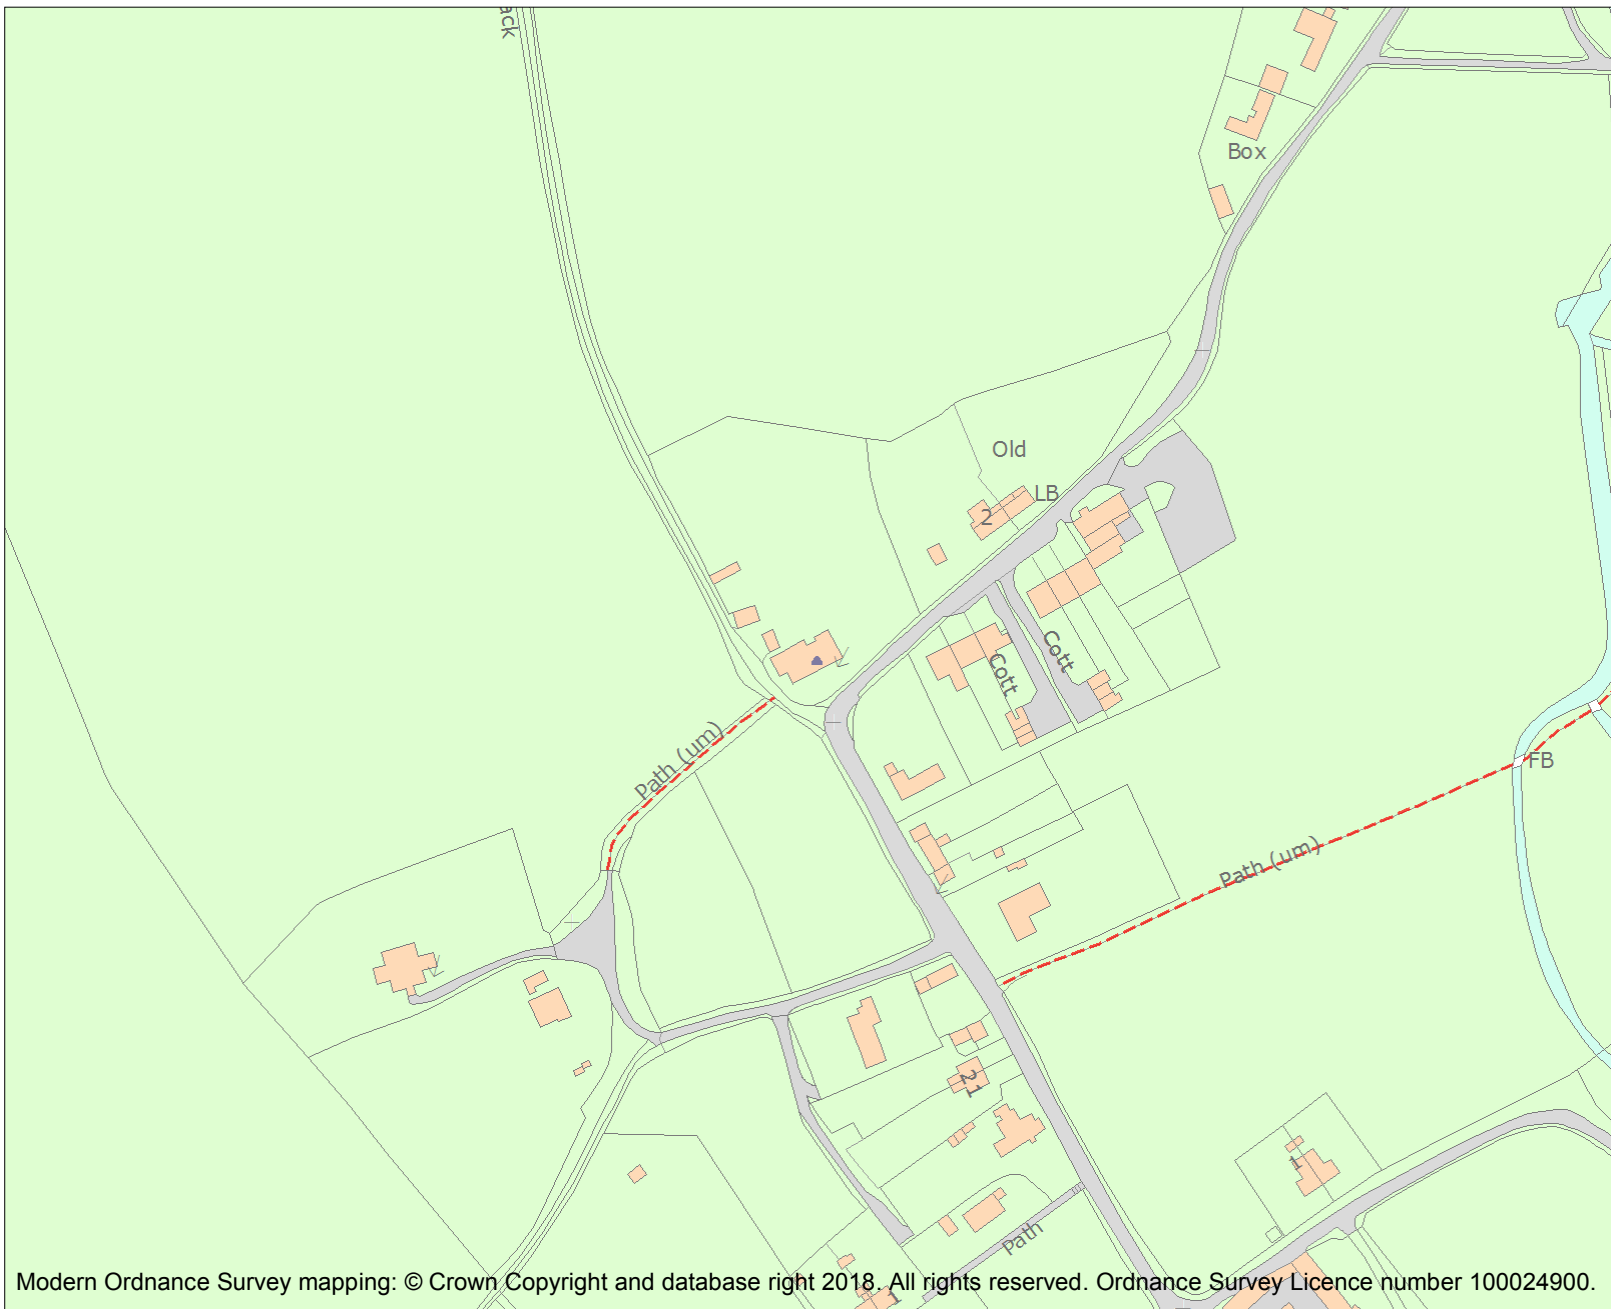 Box
Old
LB
2
Cott
Cott
Path (um)
FB
Path (um)
21
1
Path
1
Modern Ordnance Survey mapping: © Crown Copyright and database right 2018. All rights reserved. Ordnance Survey Licence number 100024900.